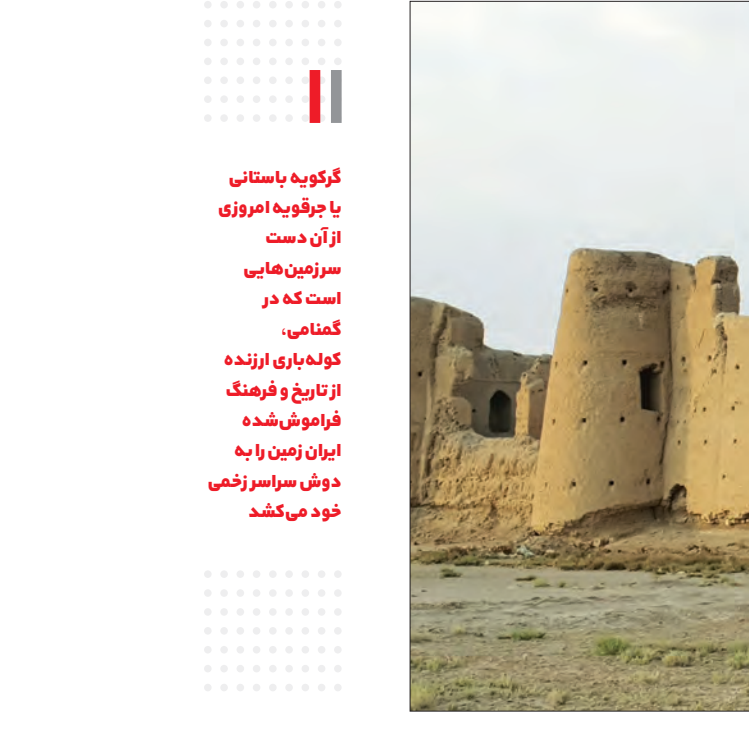 گرکویه باستانی
یا جرقویه امروزی
از آن دست
سرزمین‌هایی
است که در
گمنامی،
کوله‌باری ارزنده
از تاریخ و فرهنگ
فراموش‌شده
ایران زمین را به
دوش سراسر زخمی
خود می‌کشد